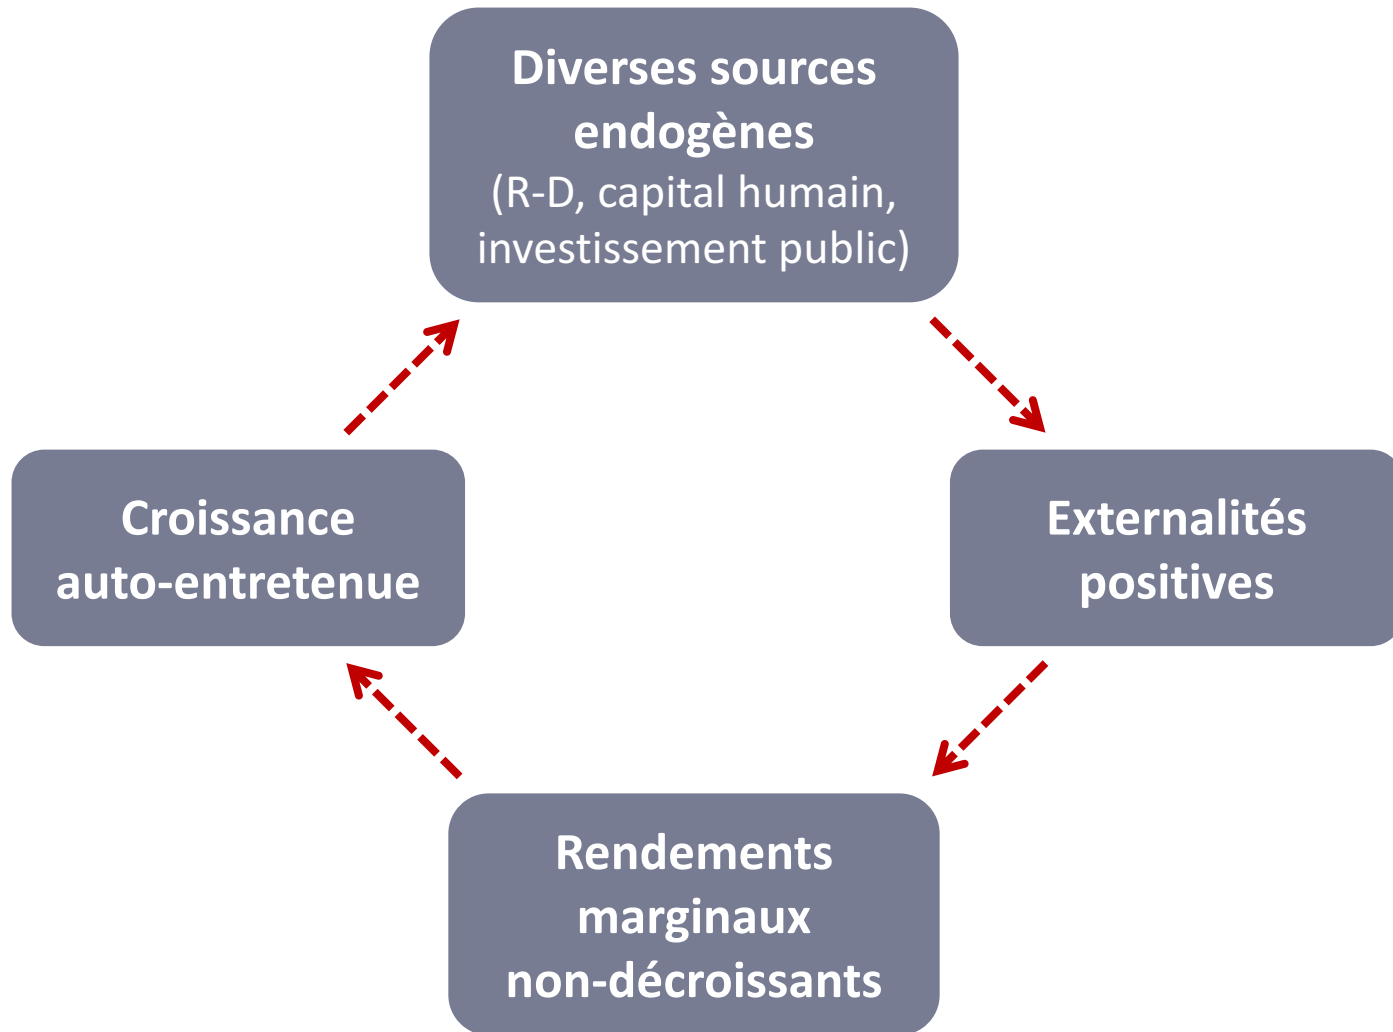 Diverses sources
endogènes
(R-D, capital humain,
investissement public)
Croissance
auto-entretenue
Externalités
positives
Rendements
marginaux
non-décroissants